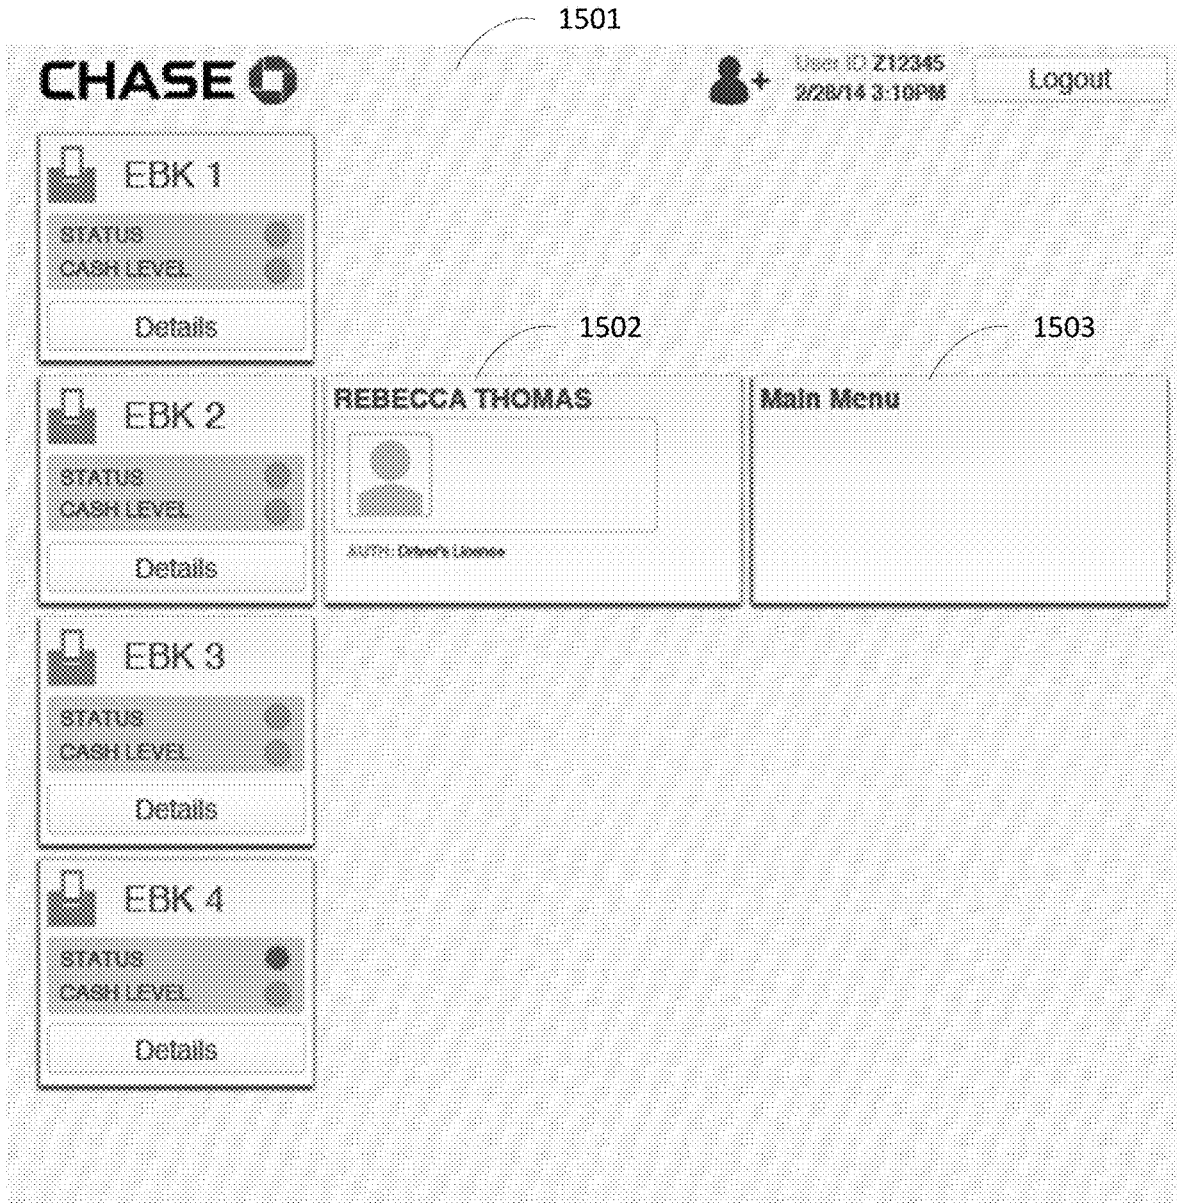 1501
CHASE
User ID Z12345
2/28/14 3:10PM
Logout
EBK 1
STATUS
CASH LEVEL
Details
1502
1503
EBK 2
STATUS
CASH LEVEL
Details
REBECCA THOMAS
AUTH: Driver's License
Main Menu
EBK 3
STATUS
CASH LEVEL
Details
EBK 4
STATUS
CASH LEVEL
Details